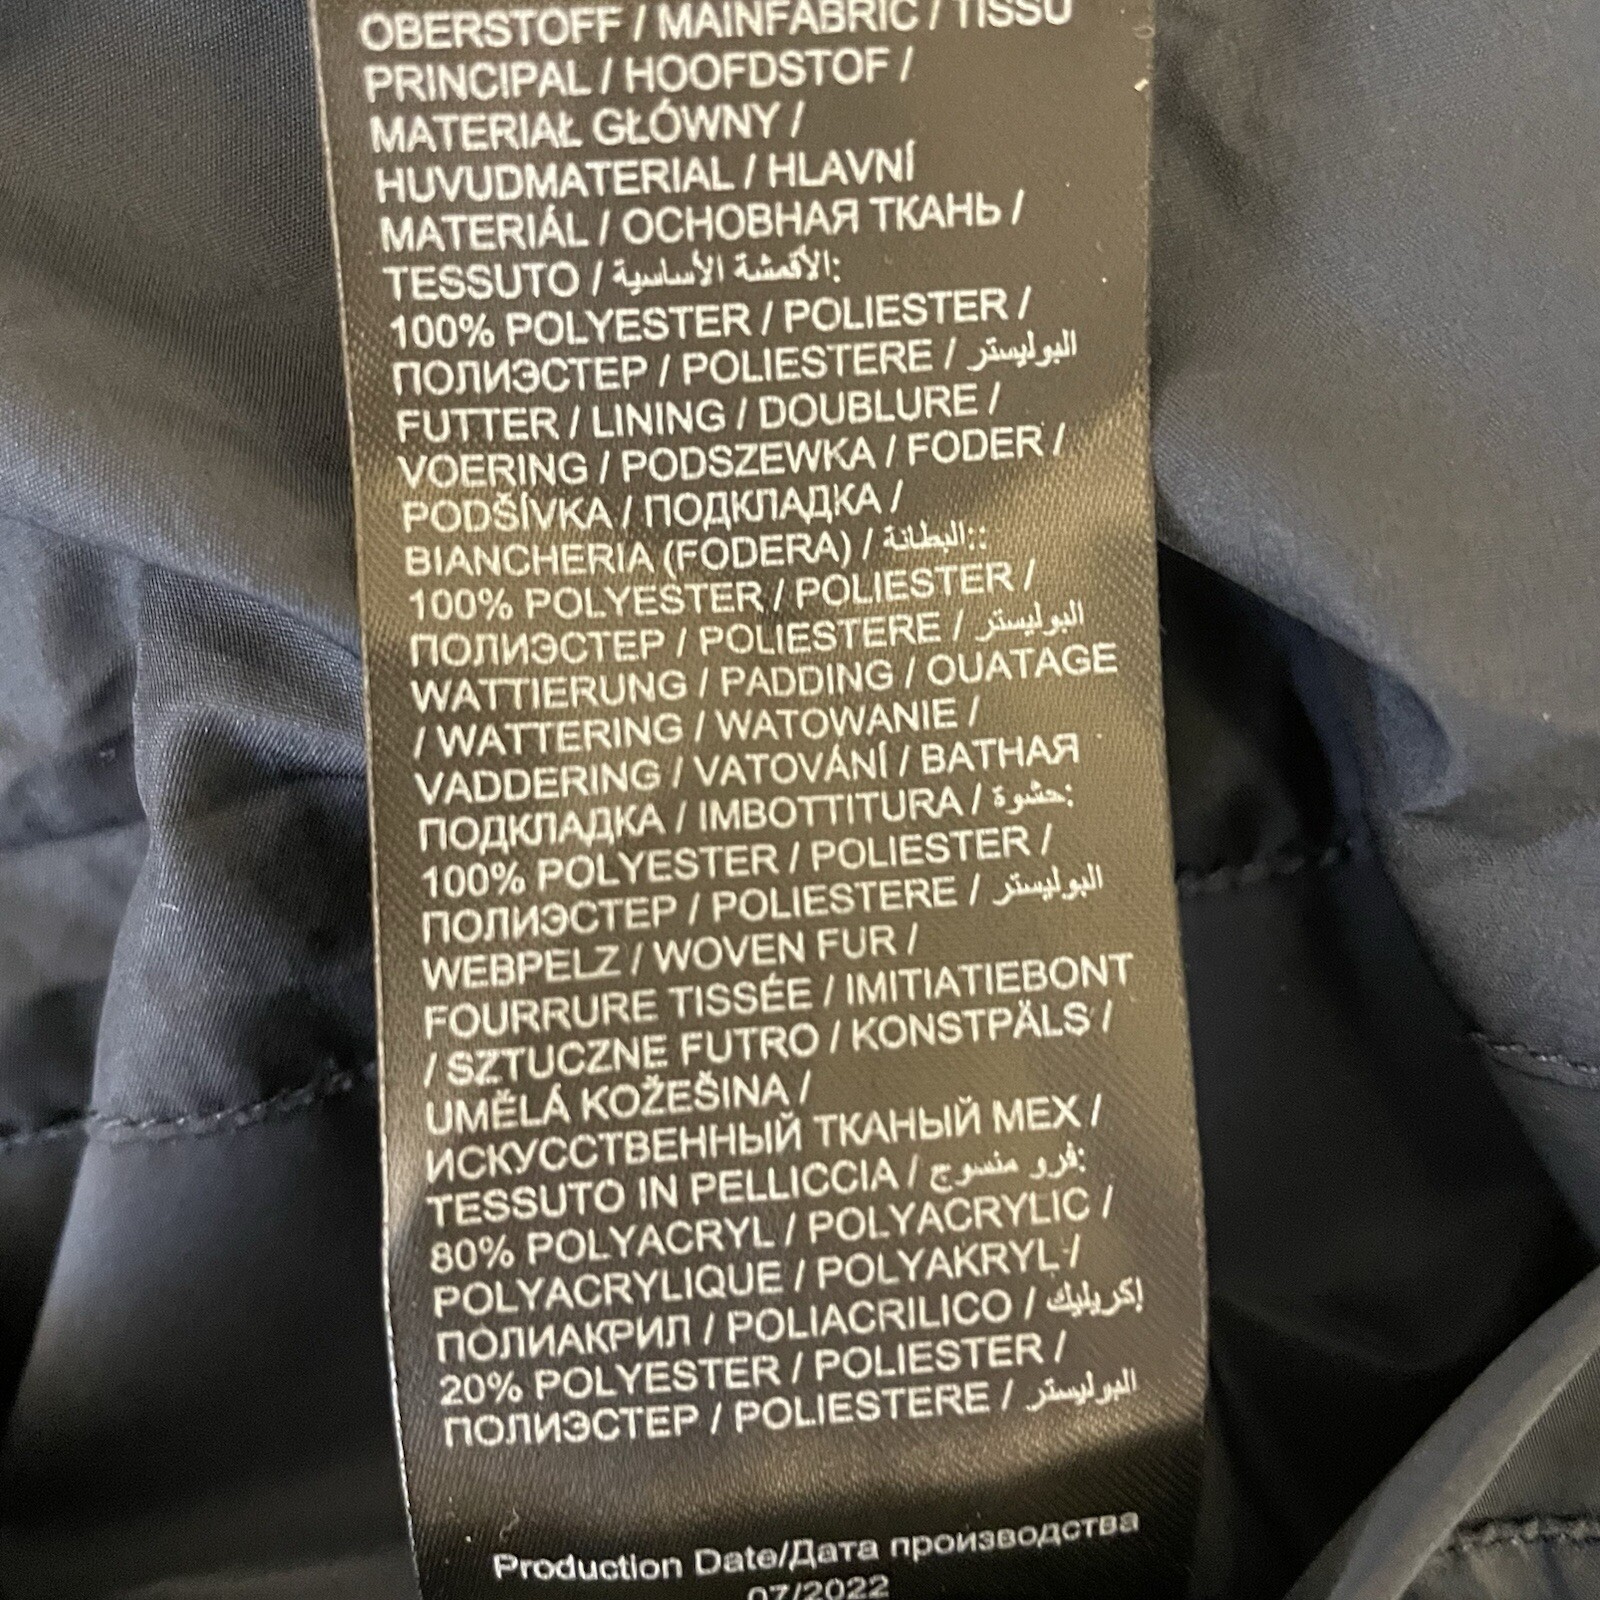 OBERSTOFF / MAINFABRIC / TISSU
PRINCIPAL / HOOFDSTOF /
MATERIAŁ GŁÓWNY /
HUVUDMATERIAL / HLAVNÍ
MATERIÁL / ОСНОВНАЯ ТКАНЬ /
TESSUTO / الأقمشة الأساسية:
100% POLYESTER / POLIESTER /
ПОЛИЭСТЕР / POLIESTERE / البوليستر
FUTTER / LINING / DOUBLURE /
VOERING / PODSZEWKA / FODER /
PODŠÍVKA / ПОДКЛАДКА /
BIANCHERIA (FODERA) / البطانة::
100% POLYESTER / POLIESTER /
ПОЛИЭСТЕР / POLIESTERE / البوليستر
WATTIERUNG / PADDING / OUATAGE
/ WATTERING / WATOWANIE /
VADDERING / VATOVÁNÍ / ВАТНАЯ
ПОДКЛАДКА / IMBOTTITURA / حشوة:
100% POLYESTER / POLIESTER /
ПОЛИЭСТЕР / POLIESTERE / البوليستر
WEBPELZ / WOVEN FUR /
FOURRURE TISSÉE / IMITIATIEBONT
/ SZTUCZNE FUTRO / KONSTPÄLS /
UMĚLÁ KOŽEŠINA /
ИСКУССТВЕННЫЙ ТКАНЫЙ МЕХ /
TESSUTO IN PELLICCIA / فرو منسوج:
80% POLYACRYL / POLYACRYLIC /
POLYACRYLIQUE / POLYAKRYL /
ПОЛИАКРИЛ / POLIACRILICO / إكريليك
20% POLYESTER / POLIESTER /
ПОЛИЭСТЕР / POLIESTERE / البوليستر
Production Date/Дата производства
07/2022